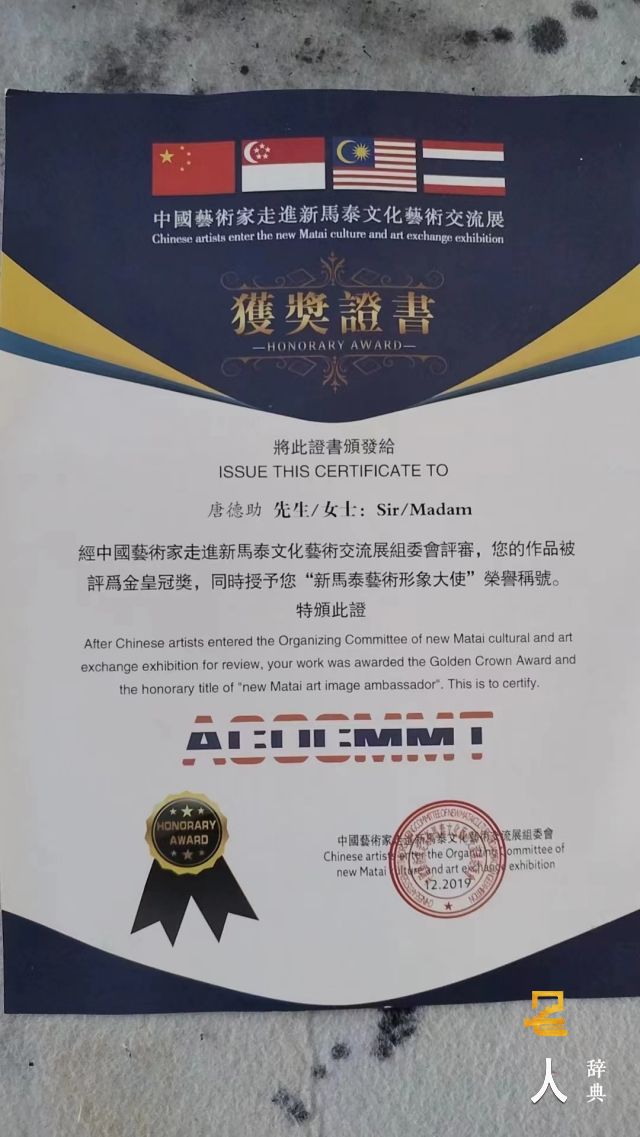 中國藝術家走進新馬泰文化藝術交流展
Chinese artists enter the new Matai culture and art exchange exhibition
獲獎證書
—HONORARY AWARD—
將此證書頒發給
ISSUE THIS CERTIFICATE TO
唐德助 先生/女士：Sir/Madam
經中國藝術家走進新馬泰文化藝術交流展組委會評審，您的作品被
評爲金皇冠獎，同時授予您“新馬泰藝術形象大使”榮譽稱號。
特頒此證
After Chinese artists entered the Organizing Committee of new Matai cultural and art
exchange exhibition for review, your work was awarded the Golden Crown Award and
the honorary title of "new Matai art image ambassador". This is to certify.
ACOCMMT
HONORARY
AWARD
中國藝術家走進新馬泰文化藝術交流展組委會
Chinese artists enter the Organizing Committee of
new Matai culture and art exchange exhibition
12.2019
人
辞典